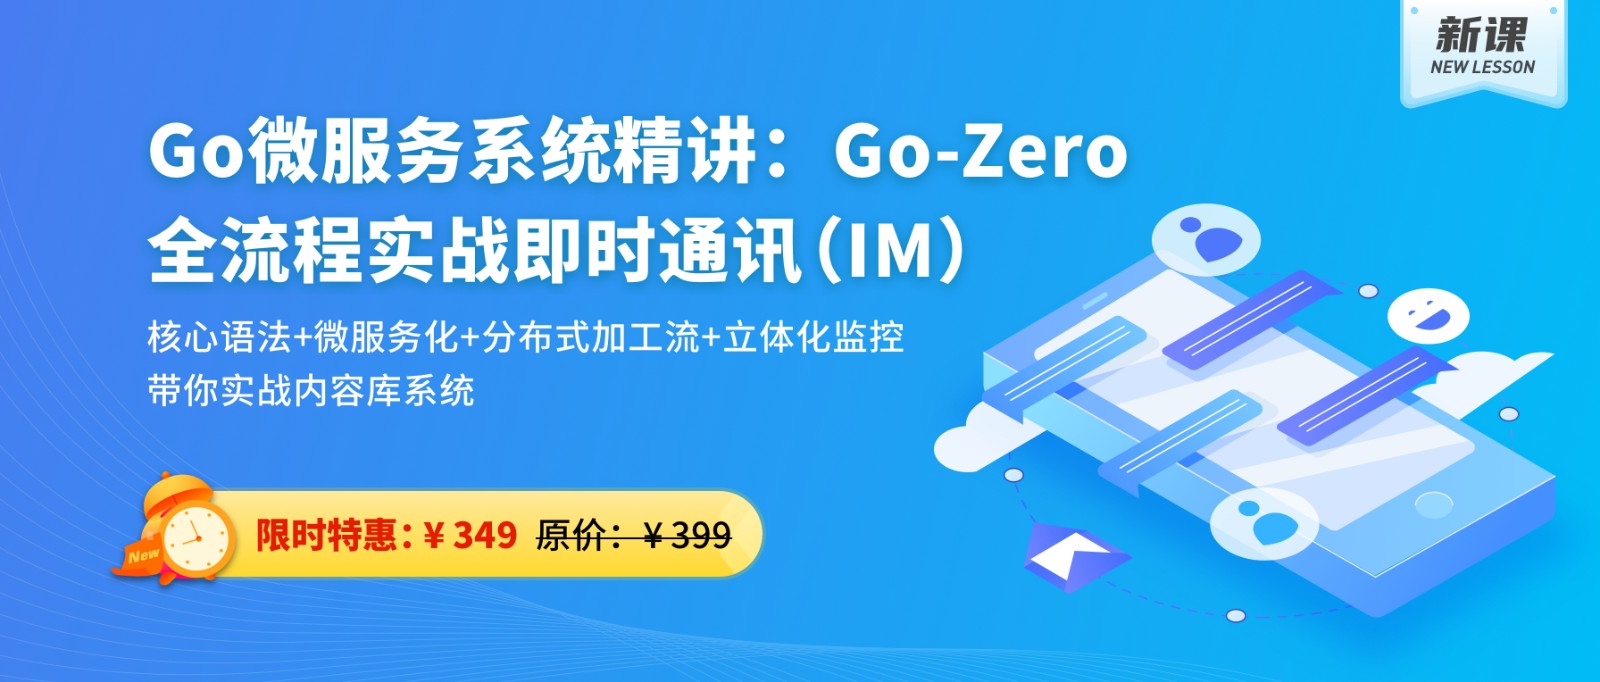 新课
NEW LESSON
Go微服务系统精讲：Go-Zero
全流程实战即时通讯（IM）
核心语法+微服务化+分布式加工流+立体化监控
带你实战内容库系统
New
限时特惠：¥ 349 原价：¥ 399